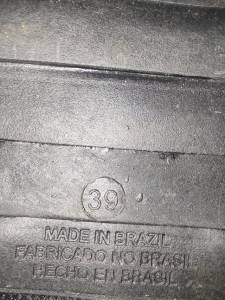 39
MADE IN BRAZIL
FABRICADO NO BRASIL
HECHO EN BRASIL